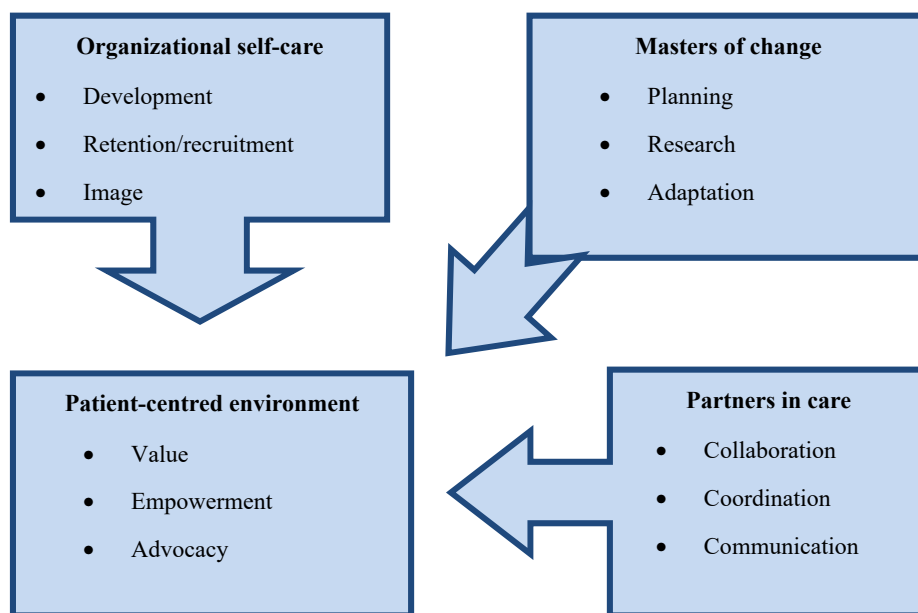 Organizational self-care
• Development
• Retention/recruitment
• Image
Masters of change
• Planning
• Research
• Adaptation
Patient-centred environment
• Value
• Empowerment
• Advocacy
Partners in care
• Collaboration
• Coordination
• Communication